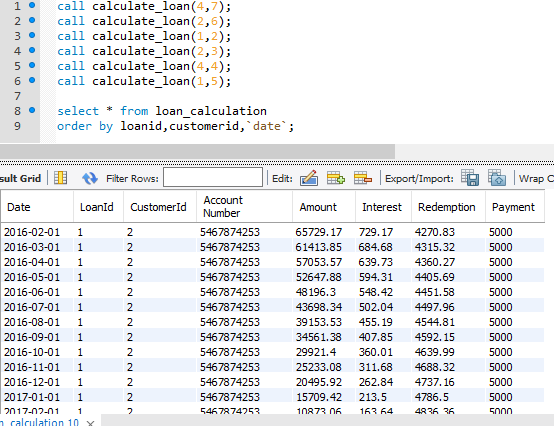 1 call calculate_loan(4,7);
2 call calculate_loan(2,6);
3 call calculate_loan(1,2);
4 call calculate_loan(2,3);
5 call calculate_loan(4,4);
6 call calculate_loan(1,5);
7
8 select * from loan_calculation
9 order by loanid,customerid,`date`;
sult Grid Filter Rows: Edit: Export/Import: Wrap C
Date LoanId CustomerId Account Number Amount Interest Redemption Payment
2016-02-01 1 2 5467874253 65729.17 729.17 4270.83 5000
2016-03-01 1 2 5467874253 61413.85 684.68 4315.32 5000
2016-04-01 1 2 5467874253 57053.57 639.73 4360.27 5000
2016-05-01 1 2 5467874253 52647.88 594.31 4405.69 5000
2016-06-01 1 2 5467874253 48196.3 548.42 4451.58 5000
2016-07-01 1 2 5467874253 43698.34 502.04 4497.96 5000
2016-08-01 1 2 5467874253 39153.53 455.19 4544.81 5000
2016-09-01 1 2 5467874253 34561.38 407.85 4592.15 5000
2016-10-01 1 2 5467874253 29921.4 360.01 4639.99 5000
2016-11-01 1 2 5467874253 25233.08 311.68 4688.32 5000
2016-12-01 1 2 5467874253 20495.92 262.84 4737.16 5000
2017-01-01 1 2 5467874253 15709.42 213.5 4786.5 5000
2017-02-01 1 2 5467874253 10873.06 163.64 4836.36 5000
n_calculation 10 ×